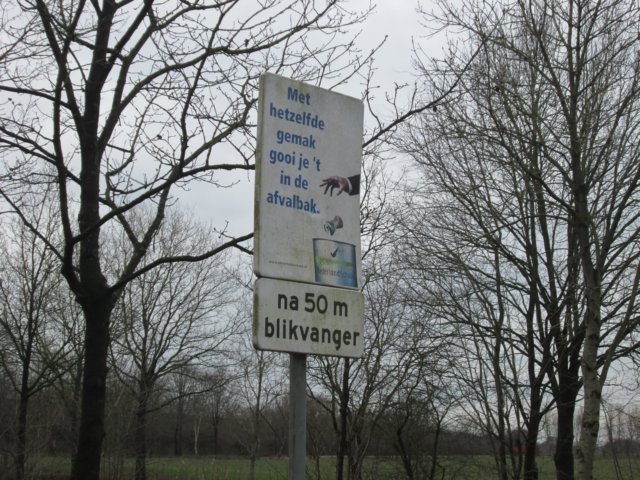 Met
hetzelfde
gemak
gooi je 't
in de
afvalbak.
na 50 m
blikvanger